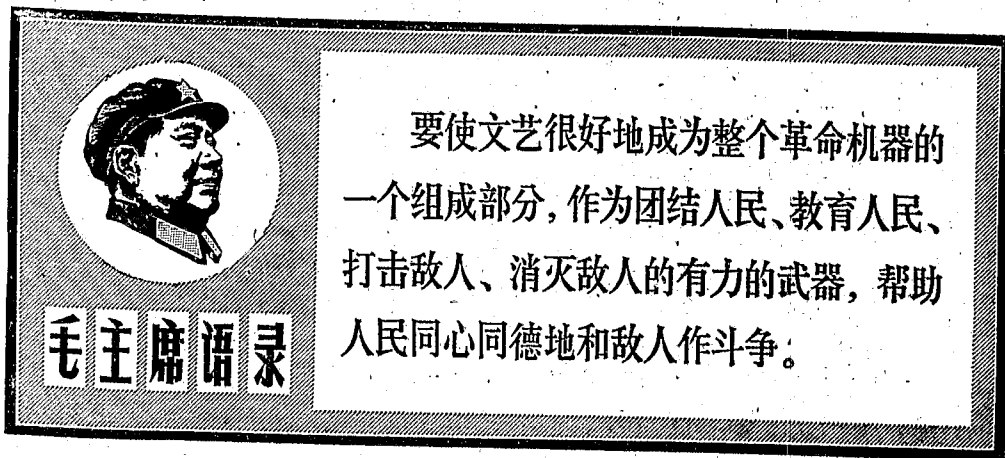 毛主席语录
要使文艺很好地成为整个革命机器的
一个组成部分，作为团结人民、教育人民、
打击敌人、消灭敌人的有力的武器，帮助
人民同心同德地和敌人作斗争。